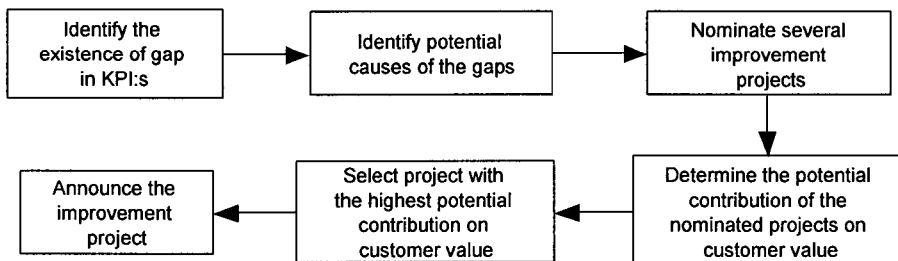 Identify the
existence of gap
in KPI:s
Identify potential
causes of the gaps
Nominate several
improvement
projects
Determine the potential
contribution of the
nominated projects on
customer value
Select project with
the highest potential
contribution on
customer value
Announce the
improvement
project